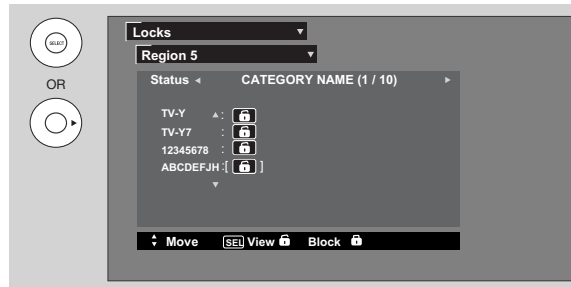 SELECT
OR
Locks
Region 5
Status CATEGORY NAME (1 / 10)
TV-Y :
TV-Y7 :
12345678 :
ABCDEFJH :[ ]
Move SEL View Block